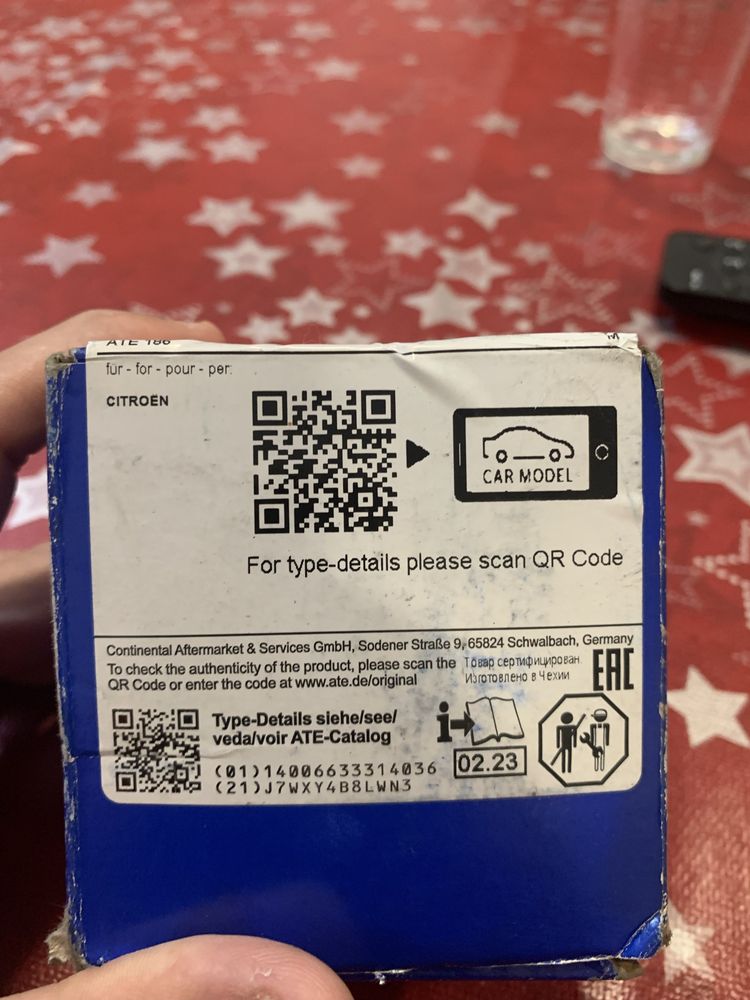 ATE 186
M
für - for - pour - per:
CITROEN
CAR MODEL
For type-details please scan QR Code
Continental Aftermarket & Services GmbH, Sodener Straße 9, 65824 Schwalbach, Germany
To check the authenticity of the product, please scan the
QR Code or enter the code at www.ate.de/original
Товар сертифицирован.
Изготовлено в Чехии
EAC
Type-Details siehe/see/
veda/voir ATE-Catalog
i
02.23
(01)14006633314036
(21)J7WXY4B8LWN3